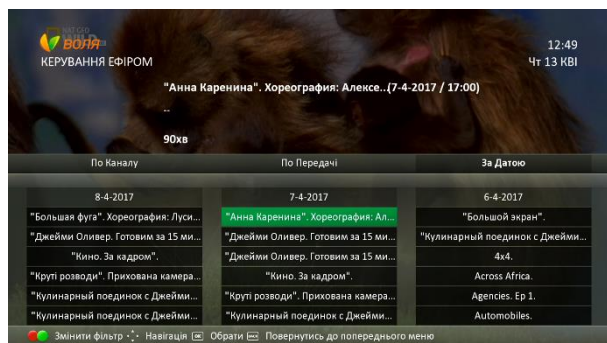 NAT GEO
WILD
ВОЛЯ
12:49
КЕРУВАННЯ ЕФІРОМ
Чт 13 КВІ
"Анна Каренина". Хореография: Алексе...(7-4-2017 / 17:00)
--
90хв
По Каналу По Передачі За Датою
8-4-2017 7-4-2017 6-4-2017
"Большая фуга". Хореография: Луси... "Анна Каренина". Хореография: Ал... "Большой экран".
"Джейми Оливер. Готовим за 15 ми... "Джейми Оливер. Готовим за 15 ми... "Кулинарный поединок с Джейми...
"Кино. За кадром". "Джейми Оливер. Готовим за 15 ми... 4x4.
"Круті розводи". Прихована камера... "Кино. За кадром". Across Africa.
"Кулинарный поединок с Джейми... "Круті розводи". Прихована камера... Agencies. Ep 1.
"Кулинарный поединок с Джейми... "Кулинарный поединок с Джейми... Automobiles.
Змінити фільтр Навігація OK Обрати BACK Повернутись до попереднього меню